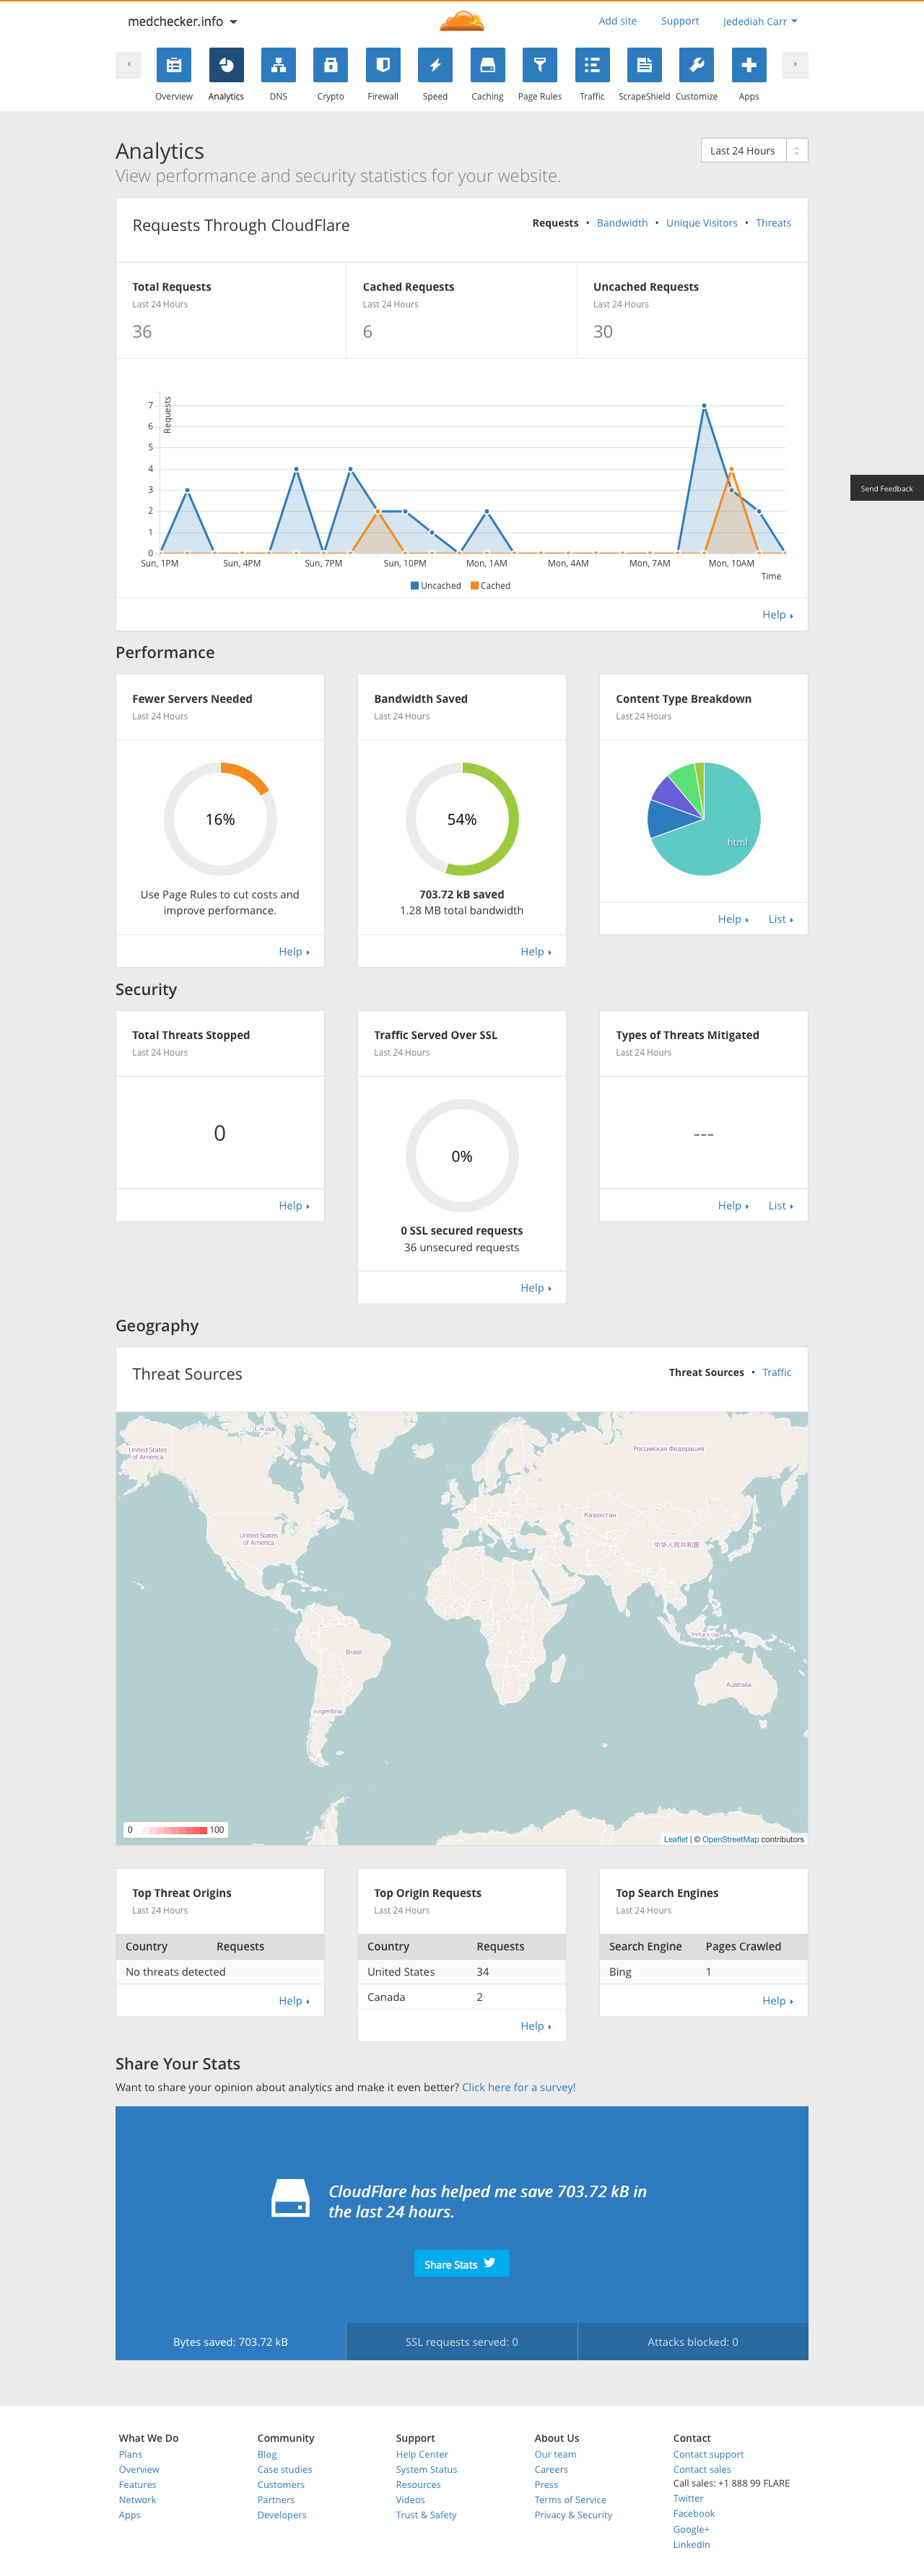 medchecker.info
Add site Support Jedediah Carr
Overview Analytics DNS Crypto Firewall Speed Caching Page Rules Traffic ScrapeShield Customize Apps
Analytics
Last 24 Hours
View performance and security statistics for your website.
Requests Through CloudFlare
Requests • Bandwidth • Unique Visitors • Threats
Total Requests
Last 24 Hours
36
Cached Requests
Last 24 Hours
6
Uncached Requests
Last 24 Hours
30
Requests
7
6
5
4
3
2
1
0
Sun, 1PM Sun, 4PM Sun, 7PM Sun, 10PM Mon, 1AM Mon, 4AM Mon, 7AM Mon, 10AM
Time
Uncached Cached
Help
Send Feedback
Performance
Fewer Servers Needed
Last 24 Hours
16%
Use Page Rules to cut costs and
improve performance.
Help
Bandwidth Saved
Last 24 Hours
54%
703.72 kB saved
1.28 MB total bandwidth
Help
Content Type Breakdown
Last 24 Hours
html
Help List
Security
Total Threats Stopped
Last 24 Hours
0
Help
Traffic Served Over SSL
Last 24 Hours
0%
0 SSL secured requests
36 unsecured requests
Help
Types of Threats Mitigated
Last 24 Hours
---
Help List
Geography
Threat Sources
Threat Sources • Traffic
United States
of America
Российская Федерация
Казахстан
United States
of America
中华人民共和国
Indonesia
Brasil
Australia
Argentina
0 100
Leaflet | © OpenStreetMap contributors
Top Threat Origins
Last 24 Hours
Country Requests
No threats detected
Help
Top Origin Requests
Last 24 Hours
Country Requests
United States 34
Canada 2
Help
Top Search Engines
Last 24 Hours
Search Engine Pages Crawled
Bing 1
Help
Share Your Stats
Want to share your opinion about analytics and make it even better? Click here for a survey!
CloudFlare has helped me save 703.72 kB in
the last 24 hours.
Share Stats
Bytes saved: 703.72 kB
SSL requests served: 0
Attacks blocked: 0
What We Do
Plans
Overview
Features
Network
Apps
Community
Blog
Case studies
Customers
Partners
Developers
Support
Help Center
System Status
Resources
Videos
Trust & Safety
About Us
Our team
Careers
Press
Terms of Service
Privacy & Security
Contact
Contact support
Contact sales
Call sales: +1 888 99 FLARE
Twitter
Facebook
Google+
LinkedIn